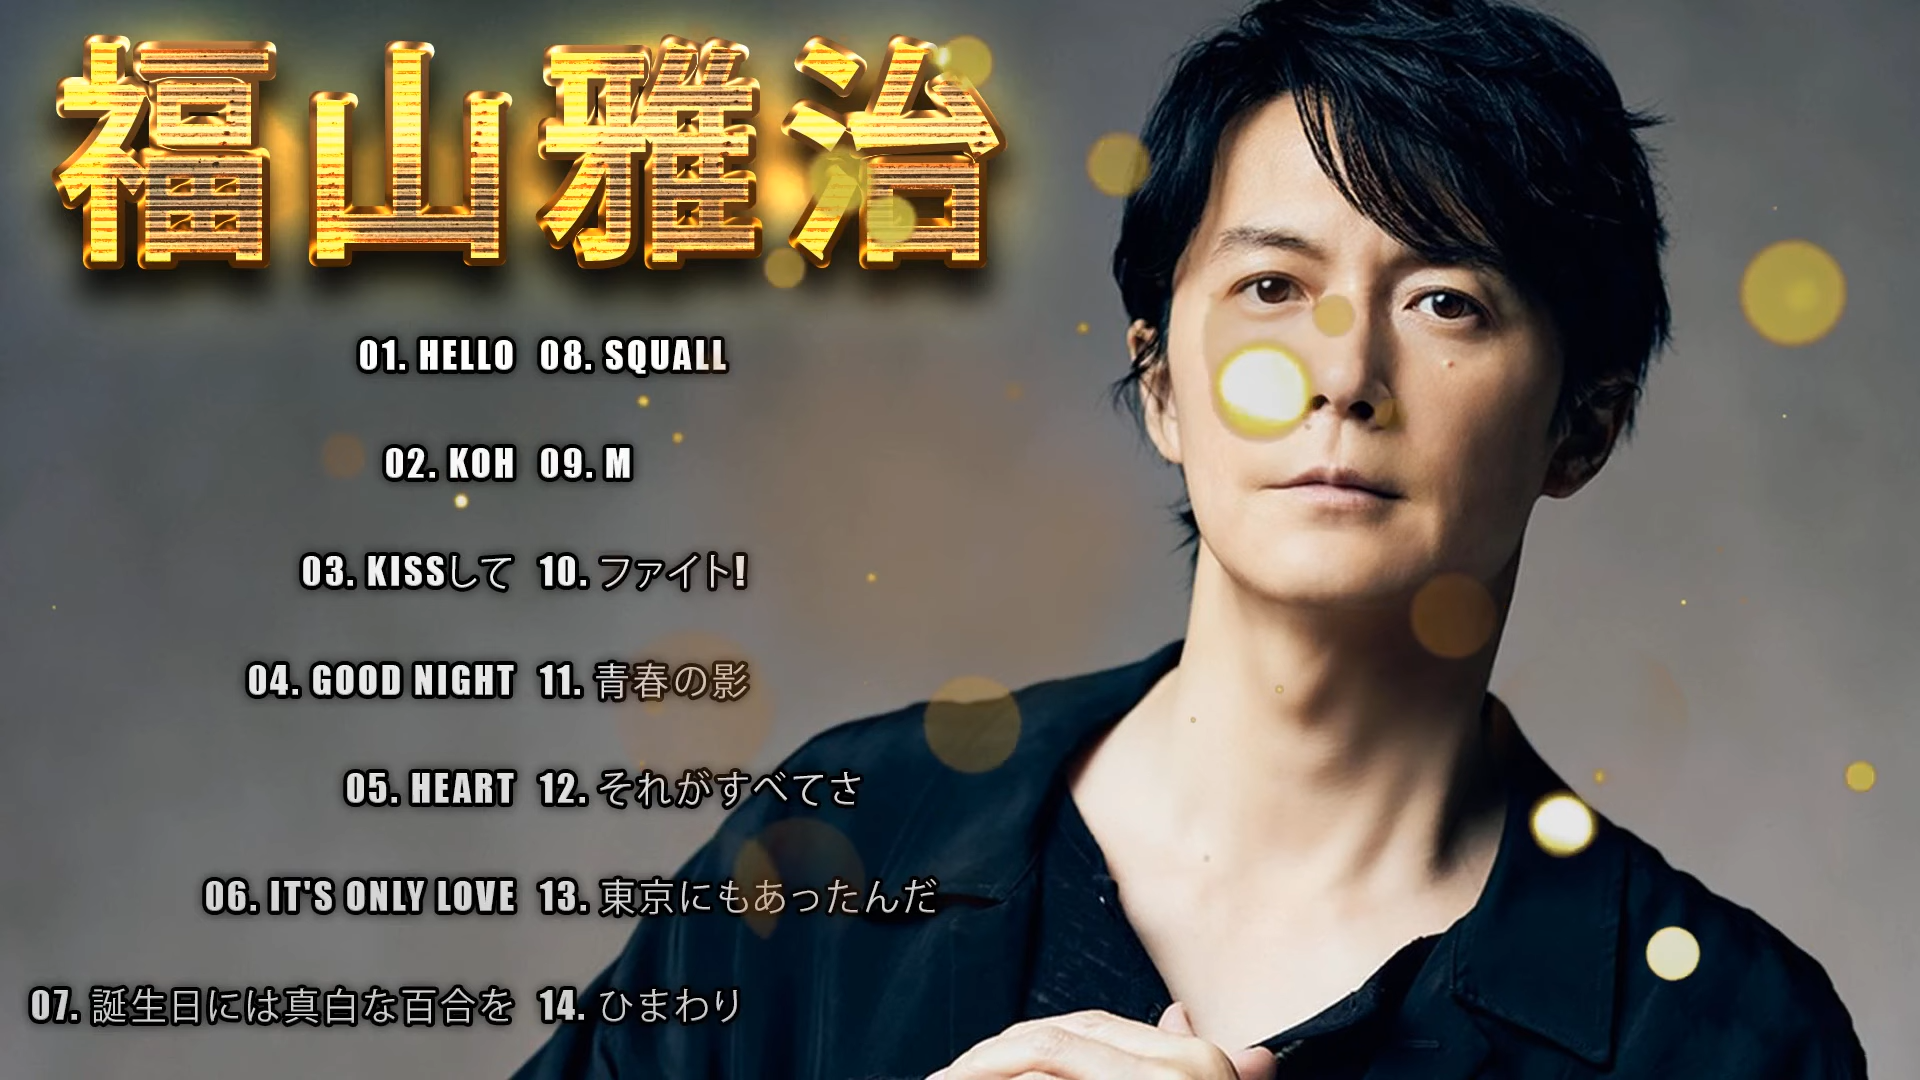 福山雅治
01. HELLO
02. KOH
03. KISSして
04. GOOD NIGHT
05. HEART
06. IT'S ONLY LOVE
07. 誕生日には真白な百合を
08. SQUALL
09. M
10. ファイト!
11. 青春の影
12. それがすべてさ
13. 東京にもあったんだ
14. ひまわり